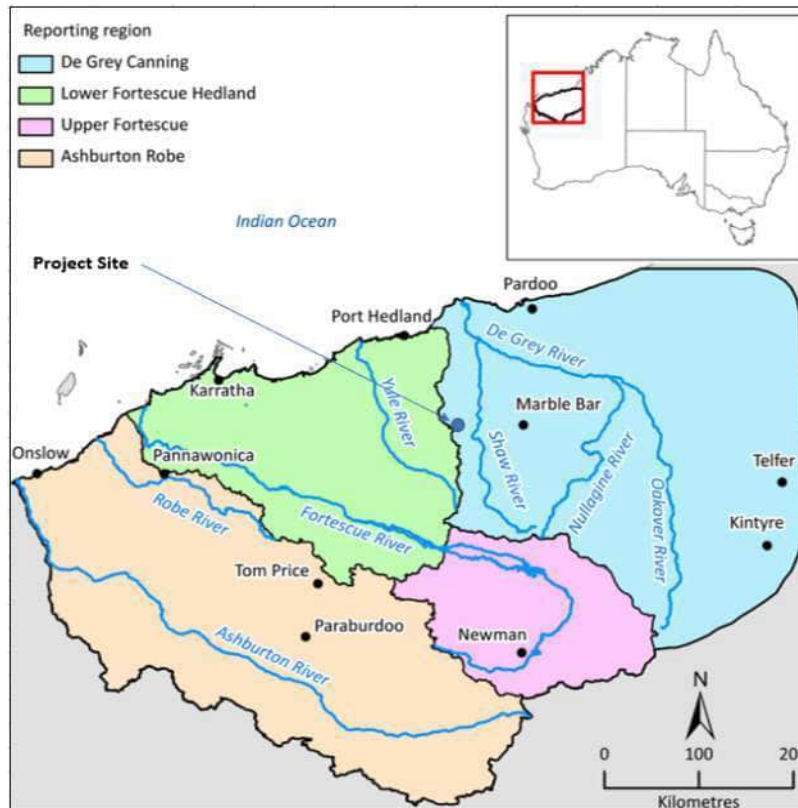 Reporting region
De Grey Canning
Lower Fortescue Hedland
Upper Fortescue
Ashburton Robe
Indian Ocean
Project Site
Pardoo
Port Hedland
De Grey River
Karratha
Yule River
Marble Bar
Shaw River
Nullagine River
Oakover River
Onslow
Pannawonica
Telfer
Robe River
Fortescue River
Kintyre
Tom Price
Paraburdoo
Newman
Ashburton River
N
0 100 20
Kilometres